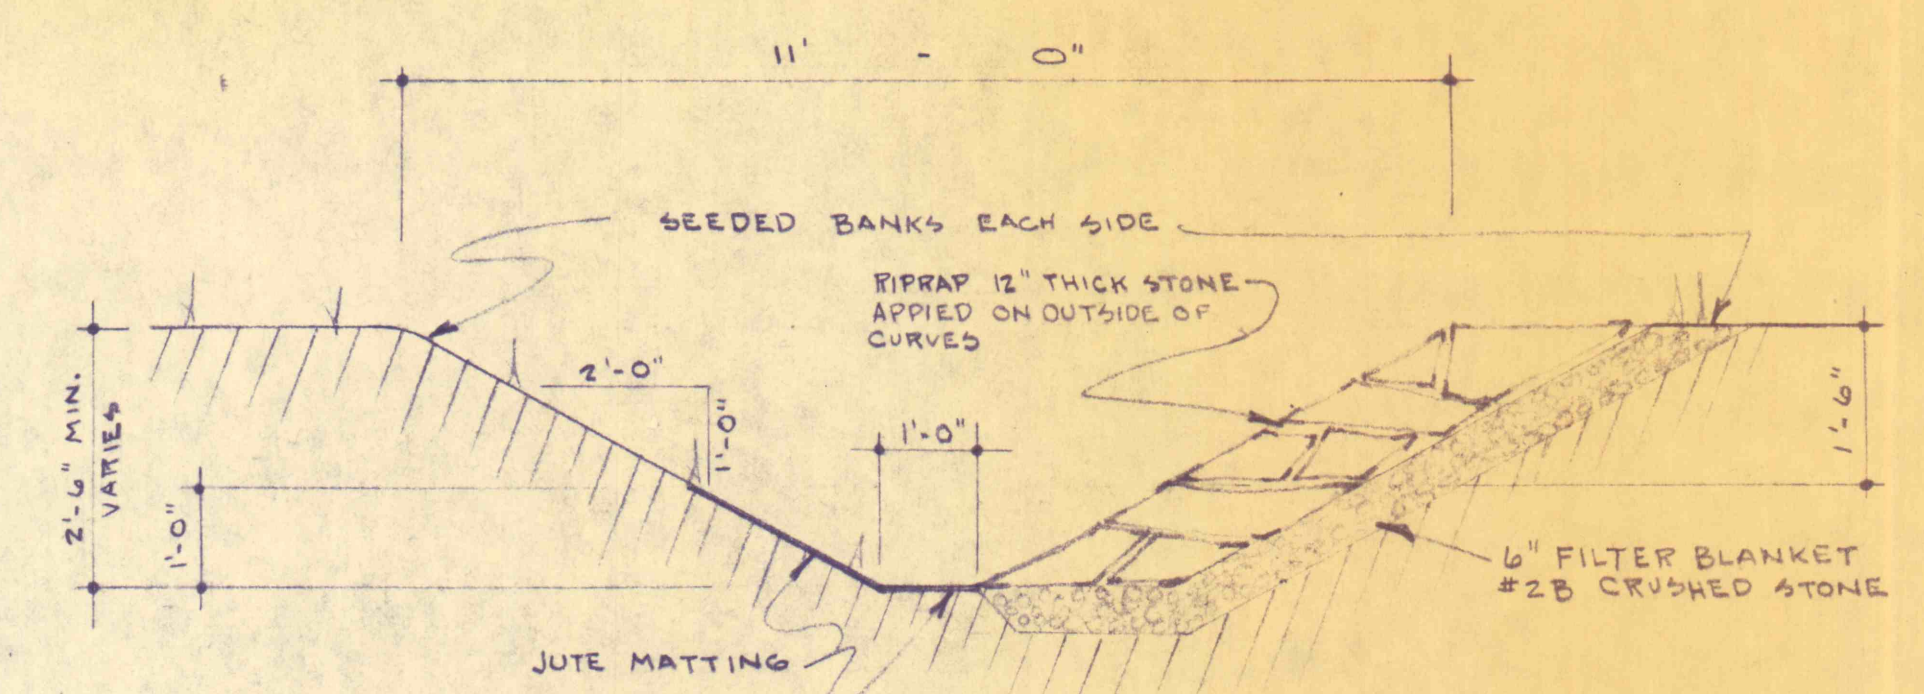 11' - 0"
SEEDED BANKS EACH SIDE
RIPRAP 12" THICK STONE
APPIED ON OUTSIDE OF
CURVES
2'-0"
1'-0"
1'-0"
2'-6" MIN.
VARIES
1'-0"
1'-6"
6" FILTER BLANKET
#2B CRUSHED STONE
JUTE MATTING